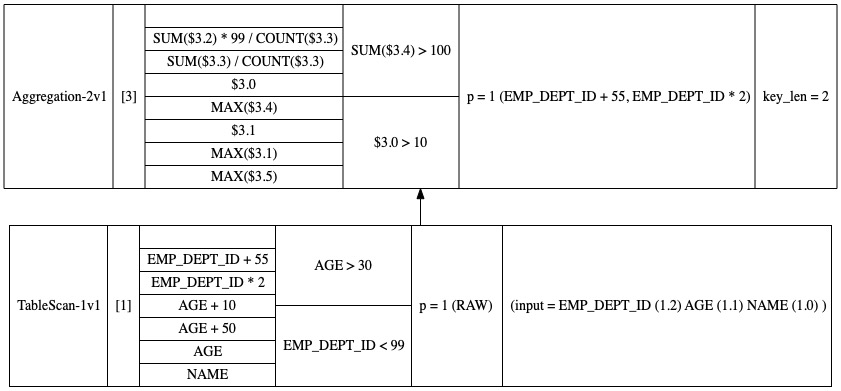 Aggregation-2v1
[3]
SUM($3.2) * 99 / COUNT($3.3)
SUM($3.3) / COUNT($3.3)
$3.0
MAX($3.4)
$3.1
MAX($3.1)
MAX($3.5)
SUM($3.4) > 100
$3.0 > 10
p = 1 (EMP_DEPT_ID + 55, EMP_DEPT_ID * 2)
key_len = 2
TableScan-1v1
[1]
EMP_DEPT_ID + 55
EMP_DEPT_ID * 2
AGE + 10
AGE + 50
AGE
NAME
AGE > 30
EMP_DEPT_ID < 99
p = 1 (RAW)
(input = EMP_DEPT_ID (1.2) AGE (1.1) NAME (1.0) )